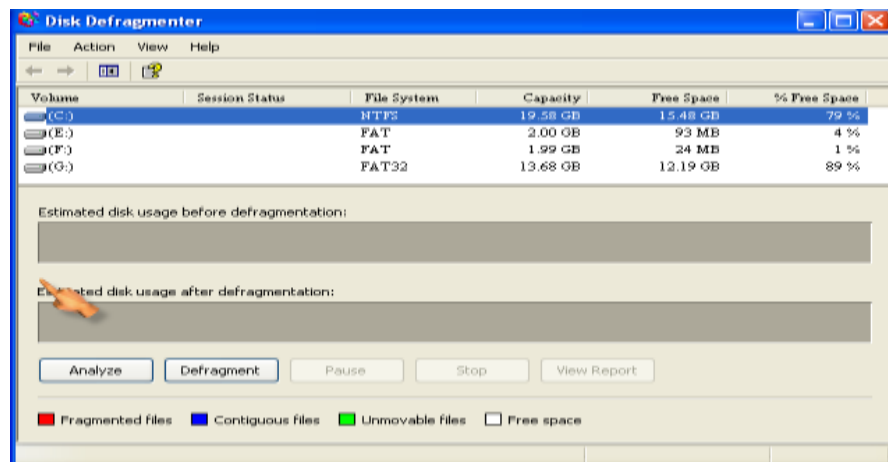 Disk Defragmenter
File Action View Help
Volume Session Status File System Capacity Free Space % Free Space
(C:) NTFS 19.58 GB 15.48 GB 79 %
(E:) FAT 2.00 GB 93 MB 4 %
(F:) FAT 1.99 GB 24 MB 1 %
(G:) FAT32 13.68 GB 12.19 GB 89 %
Estimated disk usage before defragmentation:
Estimated disk usage after defragmentation:
Analyze Defragment Pause Stop View Report
Fragmented files Contiguous files Unmovable files Free space